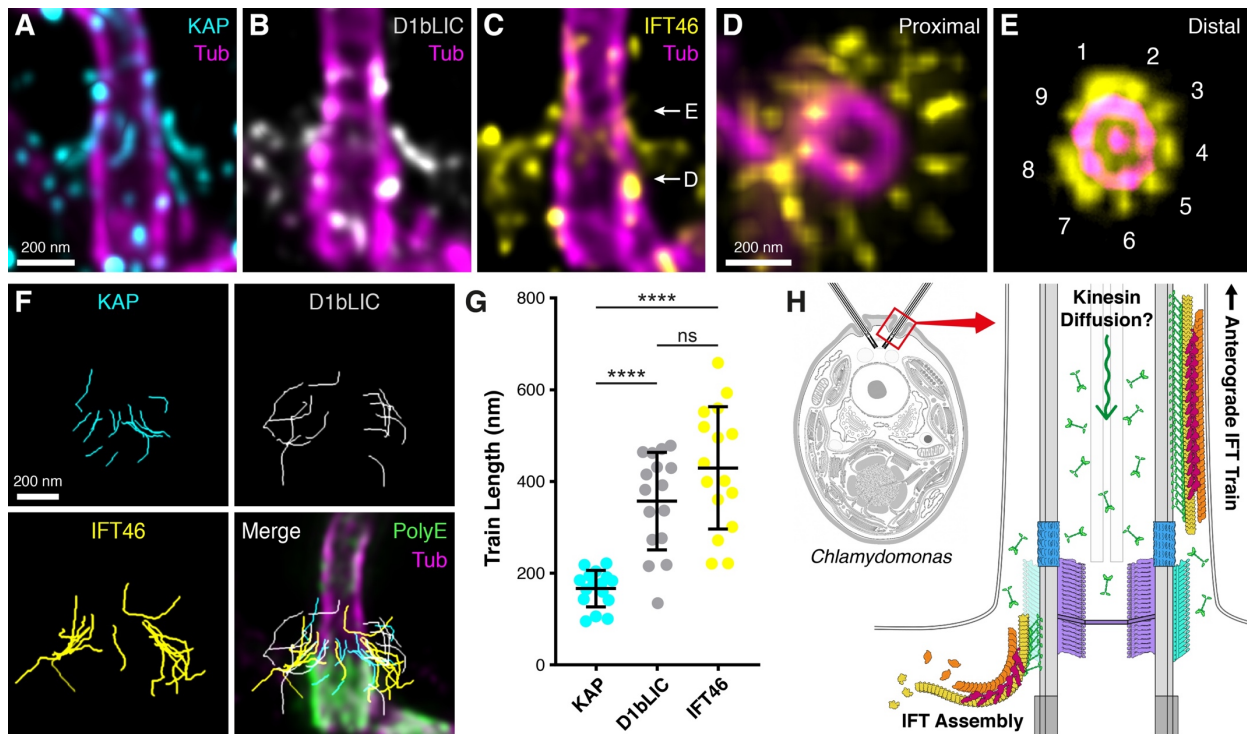 A
KAP
Tub
200 nm
B
D1bLIC
Tub
C
IFT46
Tub
E
D
D
Proximal
200 nm
E
Distal
1
2
3
4
5
6
7
8
9
F
KAP
200 nm
D1bLIC
IFT46
Merge
PolyE
Tub
G
Train Length (nm)
800
600
400
200
0
****
ns
****
KAP
D1bLIC
IFT46
H
Chlamydomonas
Kinesin
Diffusion?
Anterograde IFT Train
IFT Assembly